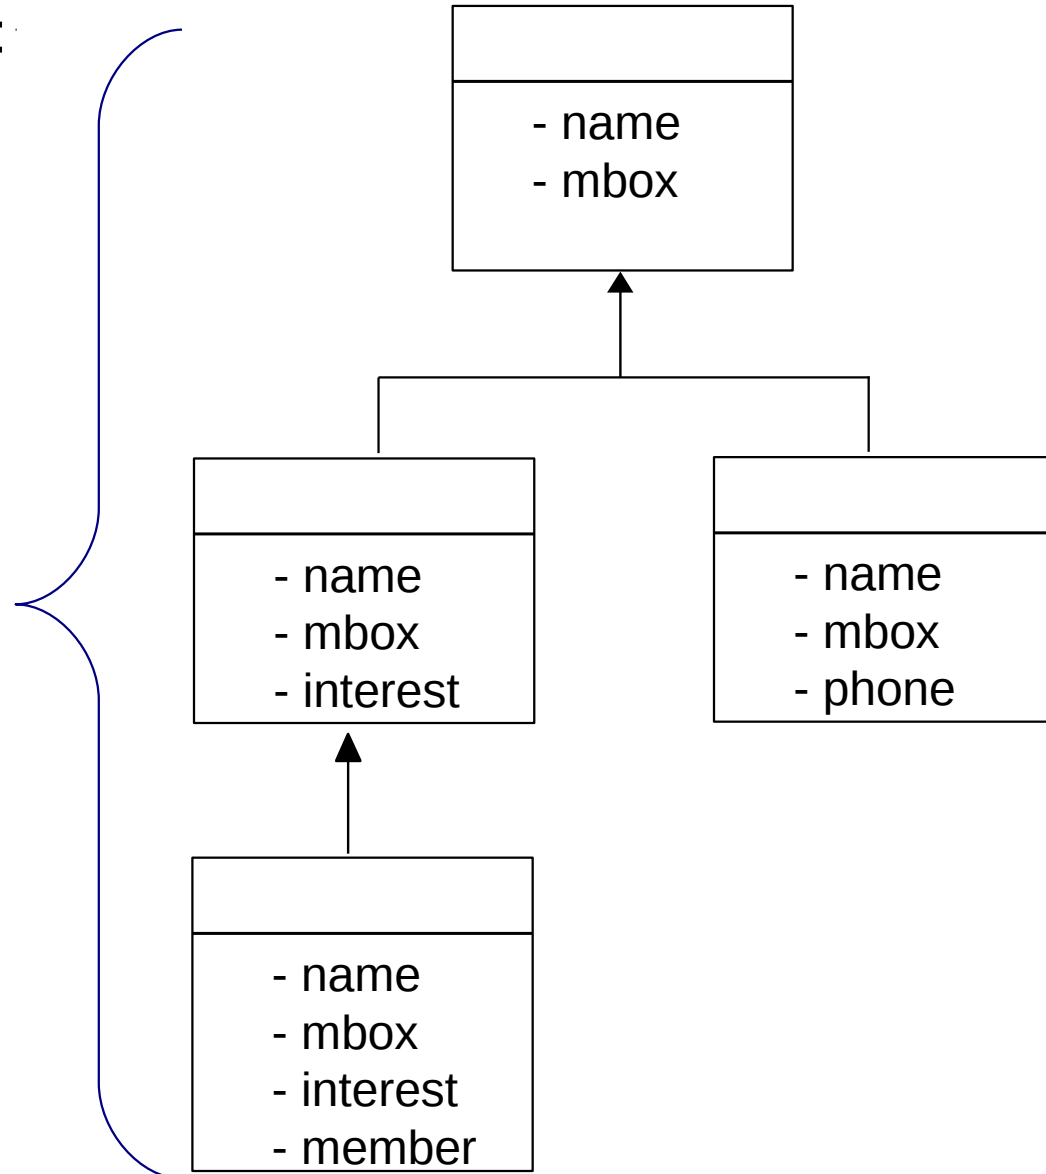 :
- name
- mbox
- name
- mbox
- interest
- name
- mbox
- phone
- name
- mbox
- interest
- member